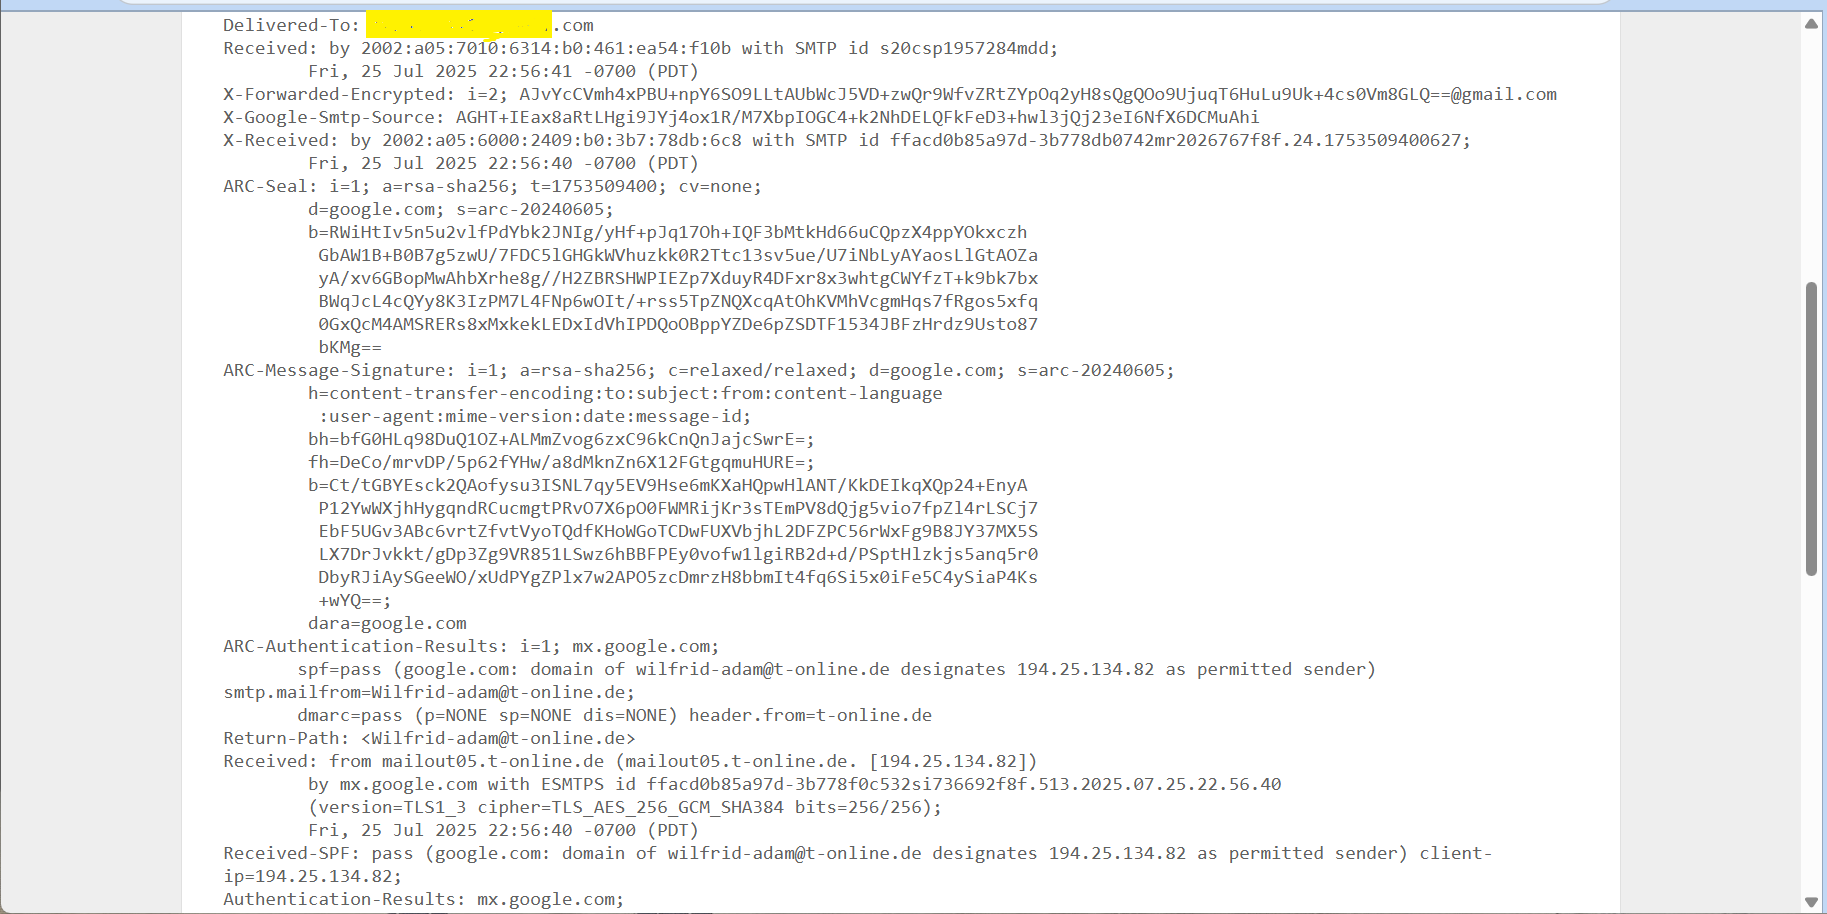 Delivered-To: .com
Received: by 2002:a05:7010:6314:b0:461:ea54:f10b with SMTP id s20csp1957284mdd;
Fri, 25 Jul 2025 22:56:41 -0700 (PDT)
X-Forwarded-Encrypted: i=2; AJvYcCVmh4xPBU+npY6SO9LLtAUbWcJ5VD+zwQr9WfvZRtZYpOq2yH8sQgQOo9UjuqT6HuLu9Uk+4cs0Vm8GLQ==@gmail.com
X-Google-Smtp-Source: AGHT+IEax8aRtLHgi9JYj4ox1R/M7XbpIOGC4+k2NhDELQFkFeD3+hwl3jQj23eI6NfX6DCMuAhi
X-Received: by 2002:a05:6000:2409:b0:3b7:78db:6c8 with SMTP id ffacd0b85a97d-3b778db0742mr2026767f8f.24.1753509400627;
Fri, 25 Jul 2025 22:56:40 -0700 (PDT)
ARC-Seal: i=1; a=rsa-sha256; t=1753509400; cv=none;
d=google.com; s=arc-20240605;
b=RWiHtIv5n5u2vlfPdYbk2JNIg/yHf+pJq17Oh+IQF3bMtkHd66uCQpzX4ppYOkxczh
GbAW1B+B0B7g5zwU/7FDC5lGHGkWVhuzkk0R2Ttc13sv5ue/U7iNbLyAYaosLlGtAOZa
yA/xv6GBopMwAhbXrhe8g//H2ZBRSHWPIEZp7XduyR4DFxr8x3whtgCWYfzT+k9bk7bx
BWqJcL4cQYy8K3IzPM7L4FNp6wOIt/+rss5TpZNQXcqAtOhKVMhVcgmHqs7fRgos5xfq
0GxQcM4AMSRERs8xMxkekLEDxIdVhIPDQoOBppYZDe6pZSDTF1534JBFzHrdz9Usto87
bKMg==
ARC-Message-Signature: i=1; a=rsa-sha256; c=relaxed/relaxed; d=google.com; s=arc-20240605;
h=content-transfer-encoding:to:subject:from:content-language
:user-agent:mime-version:date:message-id;
bh=bfG0HLq98DuQ1OZ+ALMmZvog6zxC96kCnQnJajcSwrE=;
fh=DeCo/mrvDP/5p62fYHw/a8dMknZn6X12FGtgqmuHURE=;
b=Ct/tGBYEsck2QAofysu3ISNL7qy5EV9Hse6mKXaHQpwHlANT/KkDEIkqXQp24+EnyA
P12YwWXjhHygqndRCucmgtPRvO7X6pO0FWMRijKr3sTEmPV8dQjg5vio7fpZl4rLSCj7
EbF5UGv3ABc6vrtZfvtVyoTQdfKHoWGoTCDwFUXVbjhL2DFZPC56rWxFg9B8JY37MX5S
LX7DrJvkkt/gDp3Zg9VR851LSwz6hBBFPEy0vofw1lgiRB2d+d/PSptHlzkjs5anq5r0
DbyRJiAySGeeWO/xUdPYgZPlx7w2APO5zcDmrzH8bbmIt4fq6Si5x0iFe5C4ySiaP4Ks
+wYQ==;
dara=google.com
ARC-Authentication-Results: i=1; mx.google.com;
spf=pass (google.com: domain of wilfrid-adam@t-online.de designates 194.25.134.82 as permitted sender)
smtp.mailfrom=Wilfrid-adam@t-online.de;
dmarc=pass (p=NONE sp=NONE dis=NONE) header.from=t-online.de
Return-Path: <Wilfrid-adam@t-online.de>
Received: from mailout05.t-online.de (mailout05.t-online.de. [194.25.134.82])
by mx.google.com with ESMTPS id ffacd0b85a97d-3b778f0c532si736692f8f.513.2025.07.25.22.56.40
(version=TLS1_3 cipher=TLS_AES_256_GCM_SHA384 bits=256/256);
Fri, 25 Jul 2025 22:56:40 -0700 (PDT)
Received-SPF: pass (google.com: domain of wilfrid-adam@t-online.de designates 194.25.134.82 as permitted sender) client-
ip=194.25.134.82;
Authentication-Results: mx.google.com;